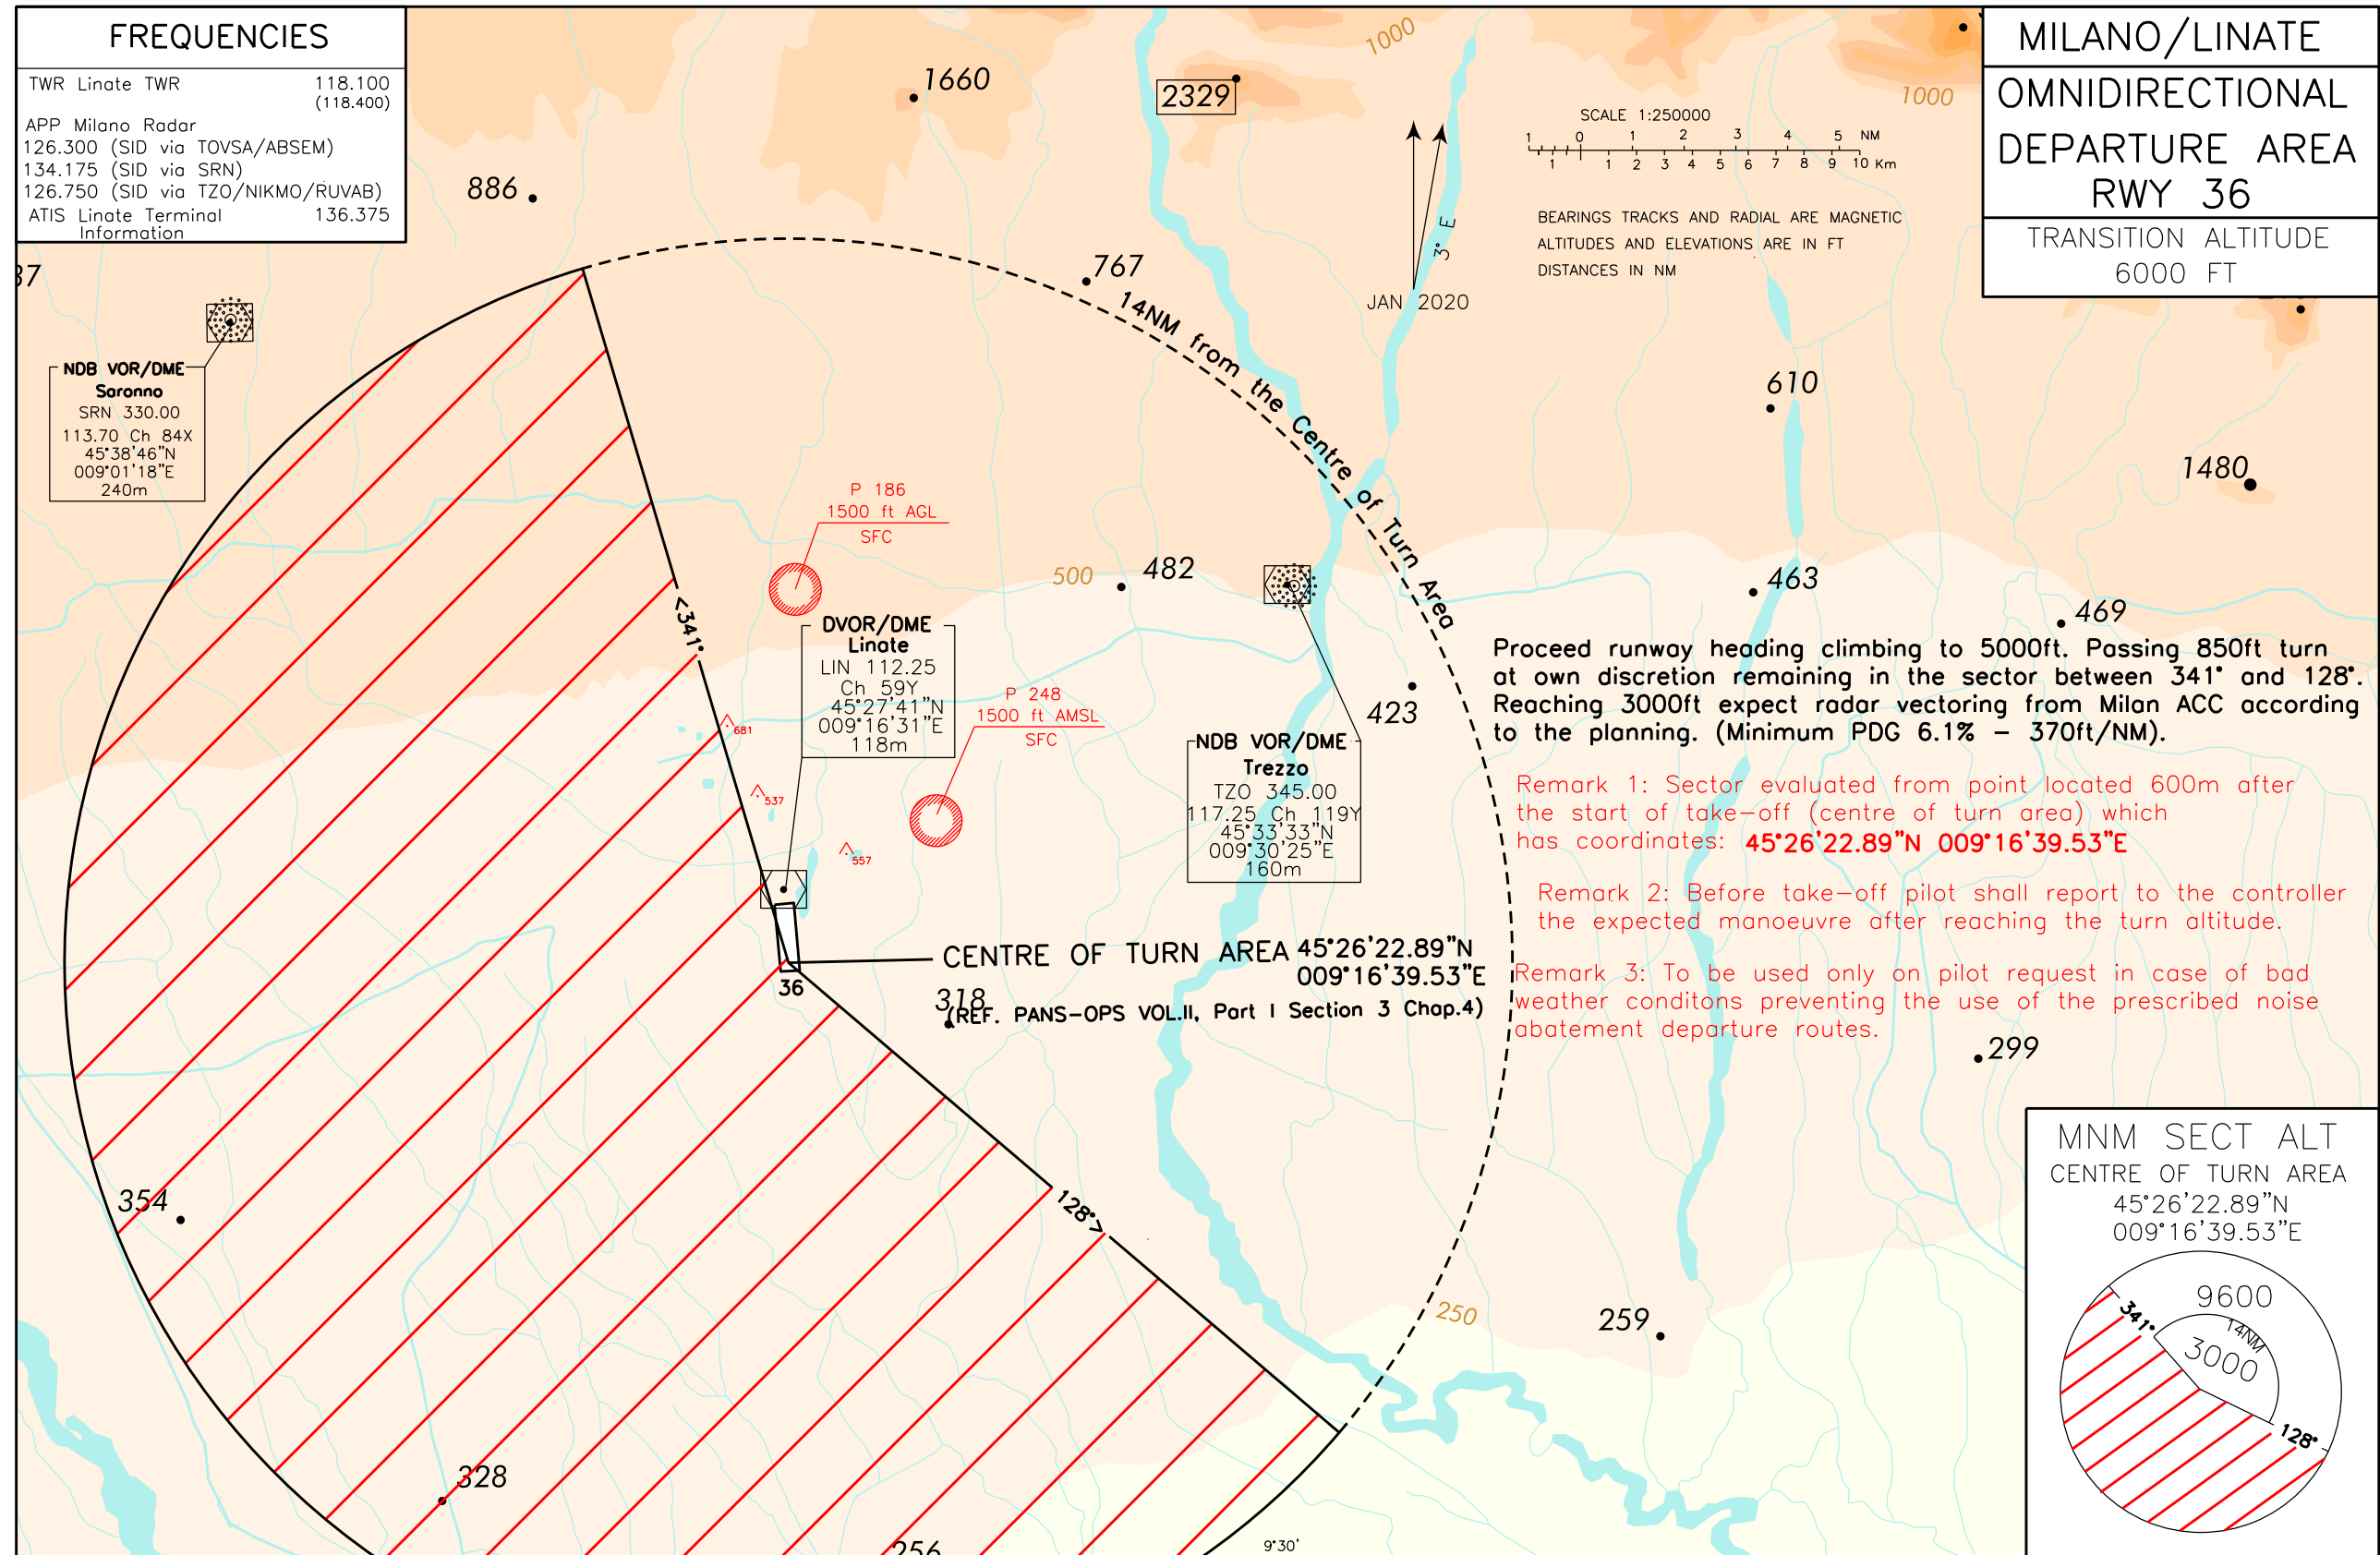 FREQUENCIES
TWR Linate TWR 118.100
(118.400)
APP Milano Radar
126.300 (SID via TOVSA/ABSEM)
134.175 (SID via SRN)
126.750 (SID via TZO/NIKMO/RUVAB)
ATIS Linate Terminal 136.375
Information
MILANO/LINATE
OMNIDIRECTIONAL
DEPARTURE AREA
RWY 36
TRANSITION ALTITUDE
6000 FT
1000
1660
2329
1000
886
SCALE 1:250000
1 0 1 2 3 4 5 NM
1 1 2 3 4 5 6 7 8 9 10 Km
BEARINGS TRACKS AND RADIAL ARE MAGNETIC
ALTITUDES AND ELEVATIONS ARE IN FT
DISTANCES IN NM
3° E
JAN 2020
37
767
14NM from the Centre of Turn Area
NDB VOR/DME
Saronno
SRN 330.00
113.70 Ch 84X
45°38'46"N
009°01'18"E
240m
610
1480
P 186
1500 ft AGL
SFC
500
482
463
469
<341°
DVOR/DME
Linate
LIN 112.25
Ch 59Y
45°27'41"N
009°16'31"E
118m
P 248
1500 ft AMSL
SFC
423
681
537
557
NDB VOR/DME
Trezzo
TZO 345.00
117.25 Ch 119Y
45°33'33"N
009°30'25"E
160m
Proceed runway heading climbing to 5000ft. Passing 850ft turn
at own discretion remaining in the sector between 341° and 128°.
Reaching 3000ft expect radar vectoring from Milan ACC according
to the planning. (Minimum PDG 6.1% – 370ft/NM).
Remark 1: Sector evaluated from point located 600m after
the start of take–off (centre of turn area) which
has coordinates: 45°26'22.89"N 009°16'39.53"E
Remark 2: Before take–off pilot shall report to the controller
the expected manoeuvre after reaching the turn altitude.
Remark 3: To be used only on pilot request in case of bad
weather conditons preventing the use of the prescribed noise
abatement departure routes.
CENTRE OF TURN AREA 45°26'22.89"N
009°16'39.53"E
36
318
(REF. PANS–OPS VOL.II, Part I Section 3 Chap.4)
299
354
128°>
250
259
328
256
9°30'
MNM SECT ALT
CENTRE OF TURN AREA
45°26'22.89"N
009°16'39.53"E
9600
341°
14NM
3000
128°